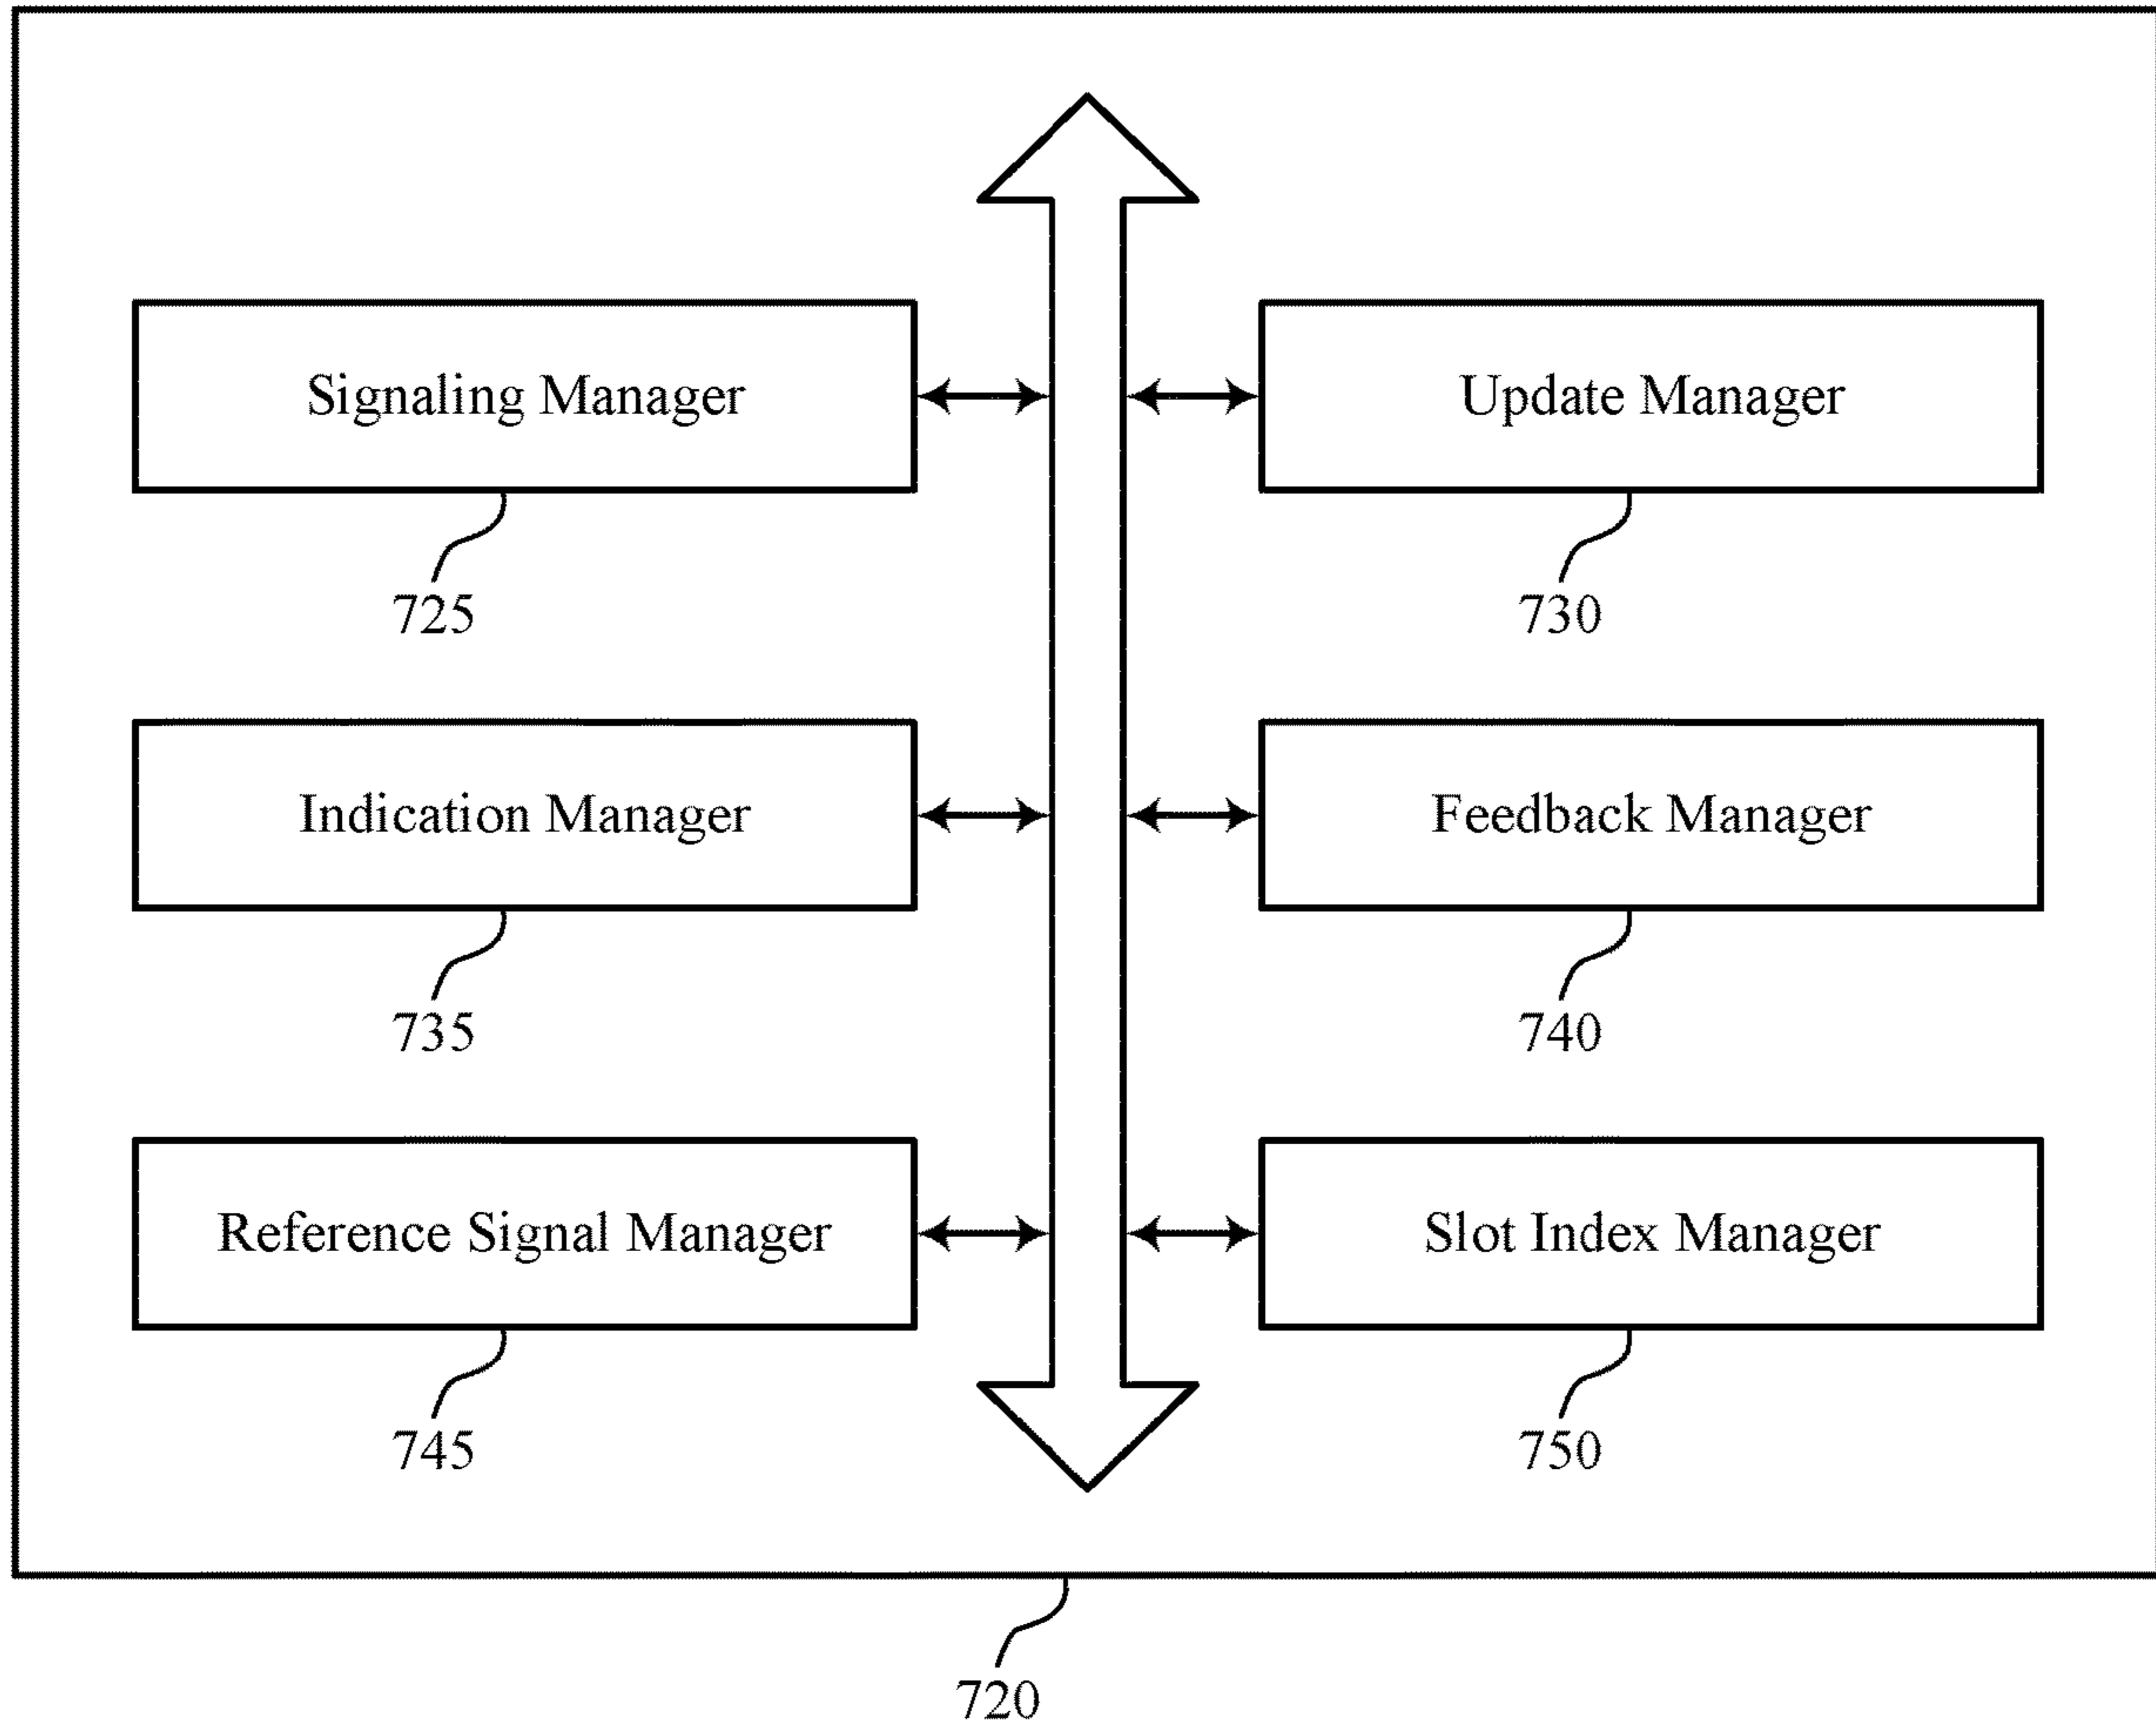 Signaling Manager
Update Manager
725
730
Indication Manager
Feedback Manager
735
740
Reference Signal Manager
Slot Index Manager
745
750
720